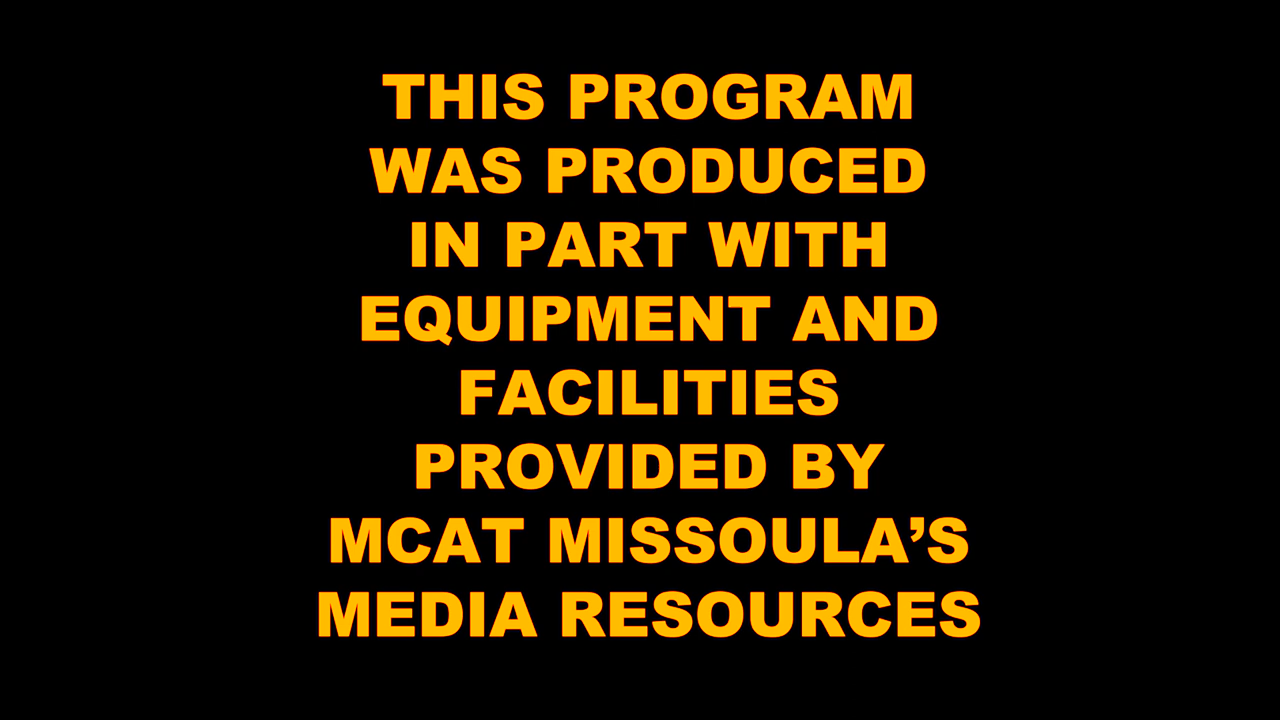 THIS PROGRAM
WAS PRODUCED
IN PART WITH
EQUIPMENT AND
FACILITIES
PROVIDED BY
MCAT MISSOULA’S
MEDIA RESOURCES